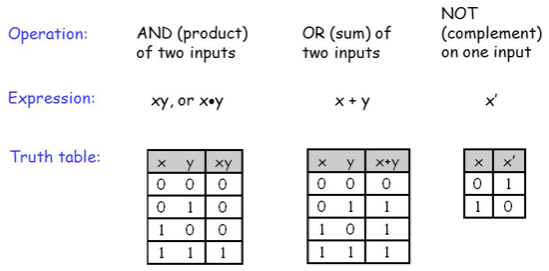 Operation:
AND (product)
of two inputs
OR (sum) of
two inputs
NOT
(complement)
on one input
Expression:
xy, or x•y
x + y
x′
Truth table:
x y xy
0 0 0
0 1 0
1 0 0
1 1 1
x y x+y
0 0 0
0 1 1
1 0 1
1 1 1
x x′
0 1
1 0